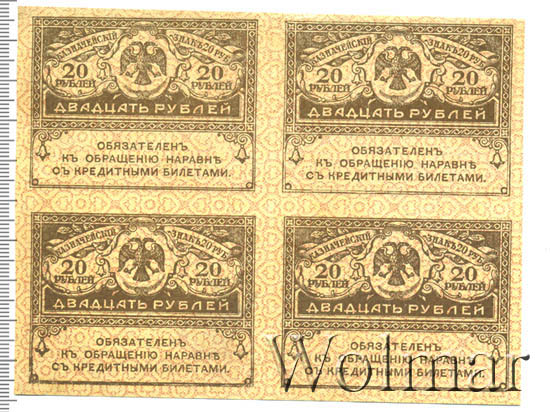 КАЗНАЧЕЙСКІЙ ЗНАКЪ 20 РУБ.
20 РУБЛЕЙ 20 РУБЛЕЙ
ДВАДЦАТЬ РУБЛЕЙ
ОБЯЗАТЕЛЕНЪ
КЪ ОБРАЩЕНІЮ НАРАВНѢ
СЪ КРЕДИТНЫМИ БИЛЕТАМИ.
КАЗНАЧЕЙСКІЙ ЗНАКЪ 20 РУБ.
20 РУБЛЕЙ 20 РУБЛЕЙ
ДВАДЦАТЬ РУБЛЕЙ
ОБЯЗАТЕЛЕНЪ
КЪ ОБРАЩЕНІЮ НАРАВНѢ
СЪ КРЕДИТНЫМИ БИЛЕТАМИ.
КАЗНАЧЕЙСКІЙ ЗНАКЪ 20 РУБ.
20 РУБЛЕЙ 20 РУБЛЕЙ
ДВАДЦАТЬ РУБЛЕЙ
ОБЯЗАТЕЛЕНЪ
КЪ ОБРАЩЕНІЮ НАРАВНѢ
СЪ КРЕДИТНЫМИ БИЛЕТАМИ.
КАЗНАЧЕЙСКІЙ ЗНАКЪ 20 РУБ.
20 РУБЛЕЙ 20 РУБЛЕЙ
ДВАДЦАТЬ РУБЛЕЙ
ОБЯЗАТЕЛЕНЪ
КЪ ОБРАЩЕНІЮ НАРАВНѢ
СЪ КРЕДИТНЫМИ БИЛЕТАМИ.
Wolmar